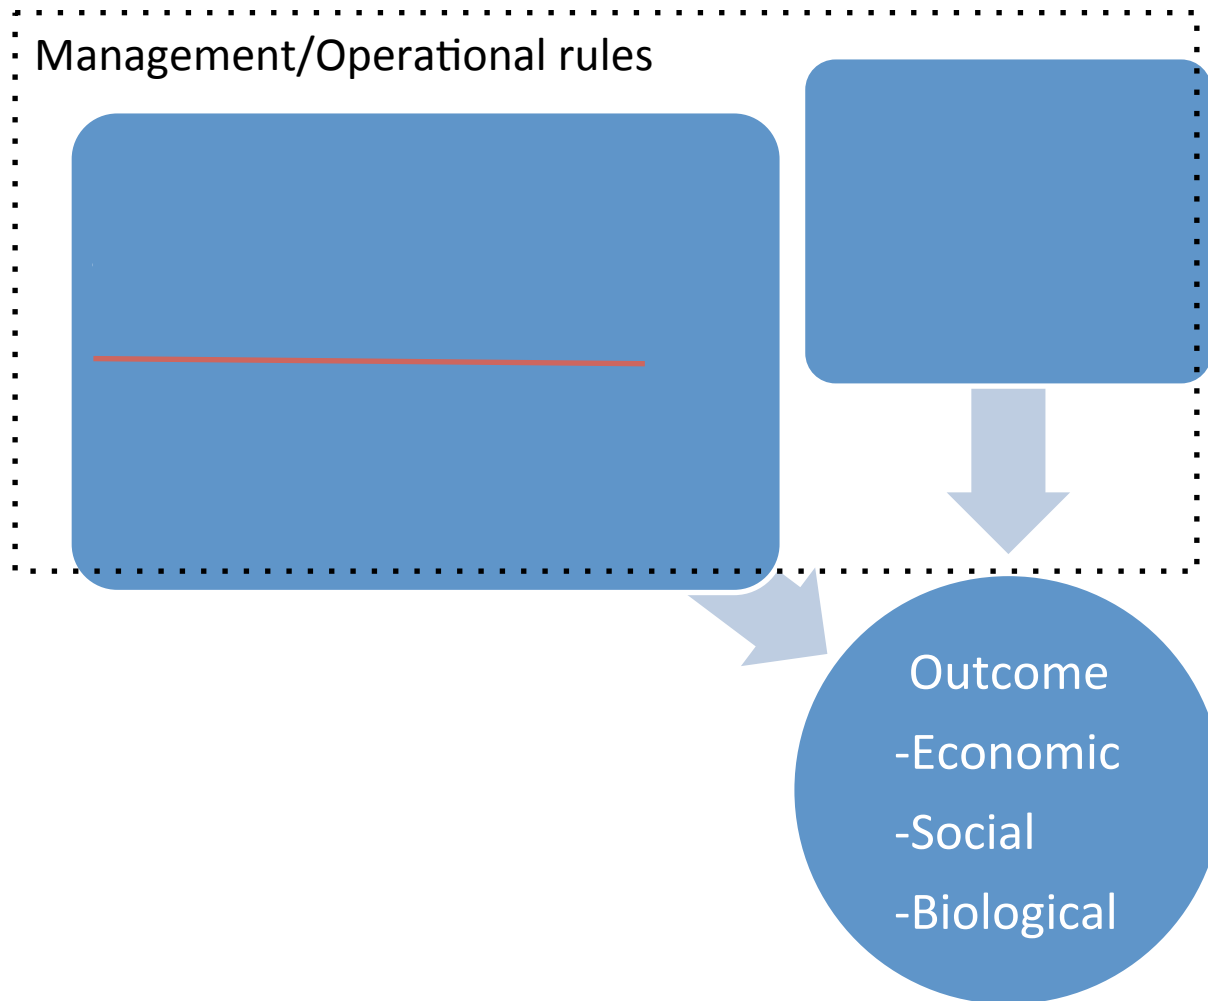 Management/Operational rules
Outcome
-Economic
-Social
-Biological